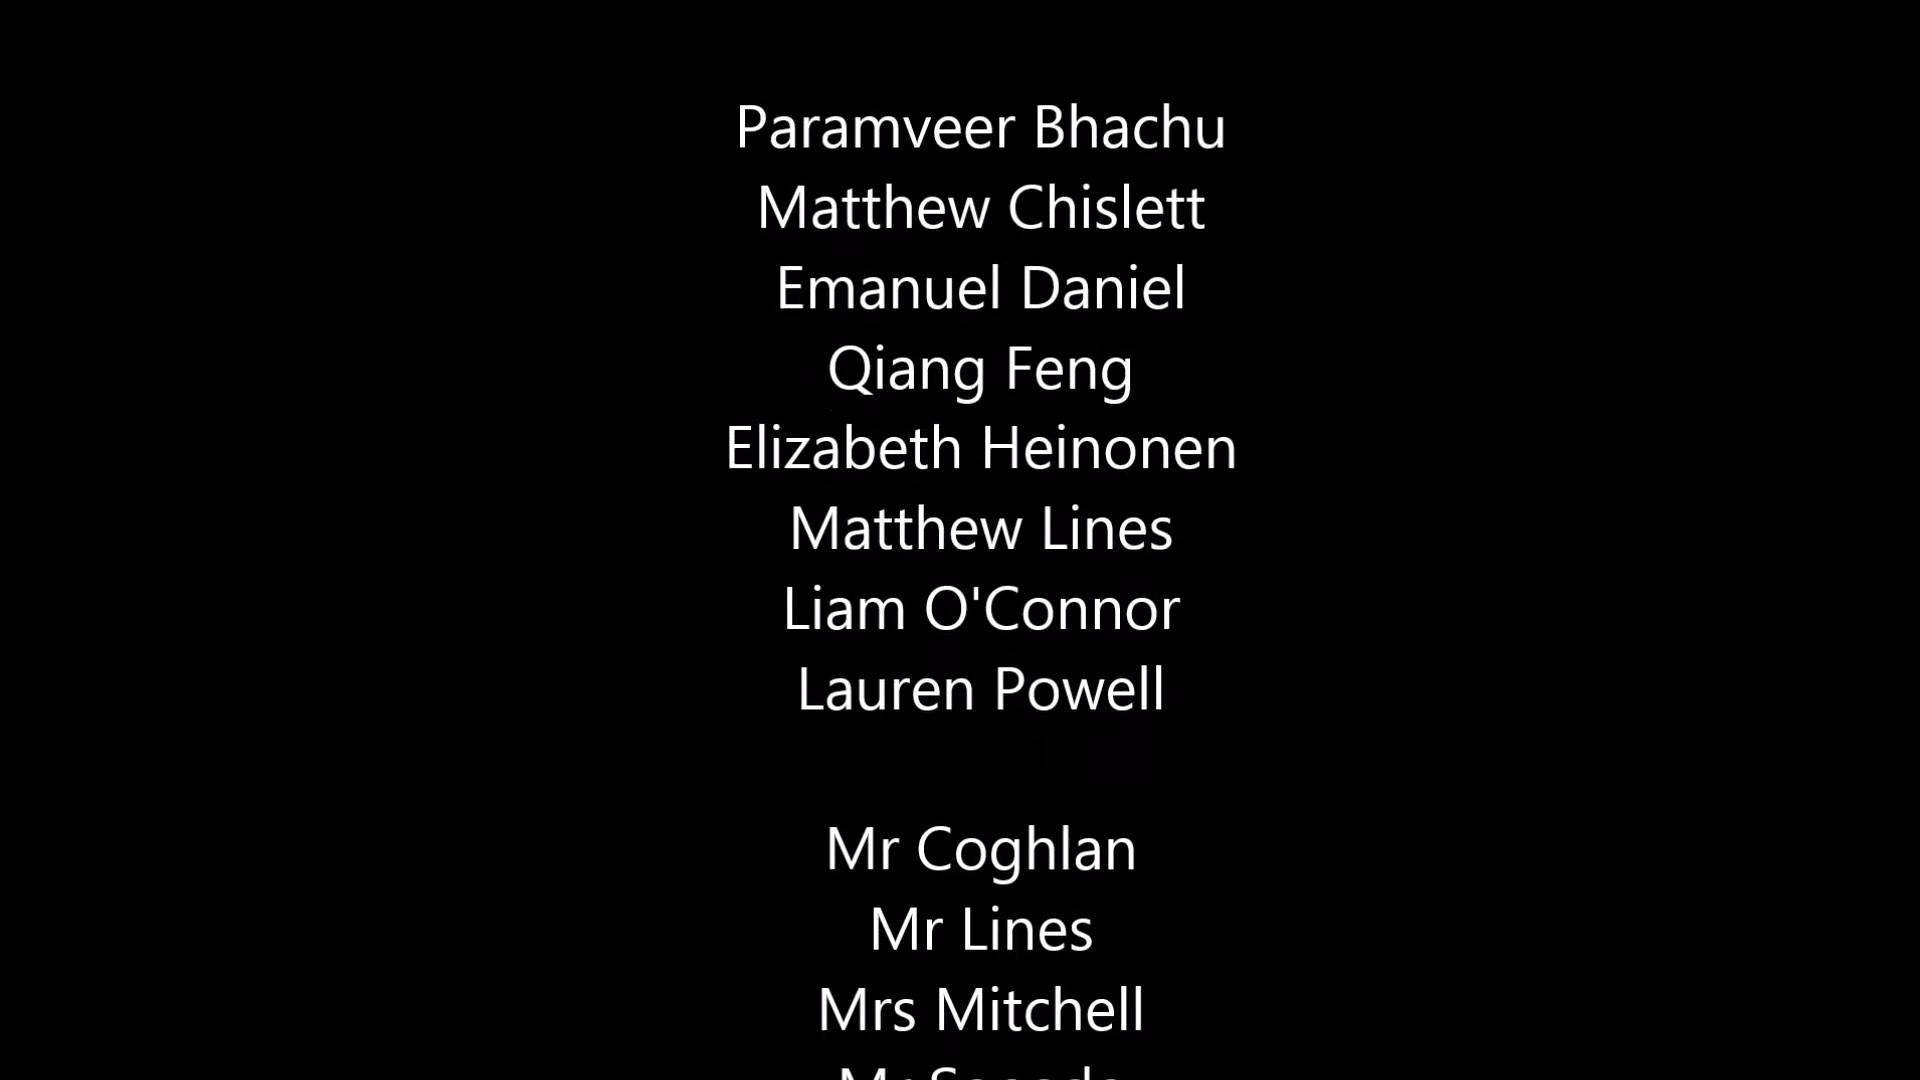 Paramveer Bhachu
Matthew Chislett
Emanuel Daniel
Qiang Feng
Elizabeth Heinonen
Matthew Lines
Liam O'Connor
Lauren Powell
Mr Coghlan
Mr Lines
Mrs Mitchell